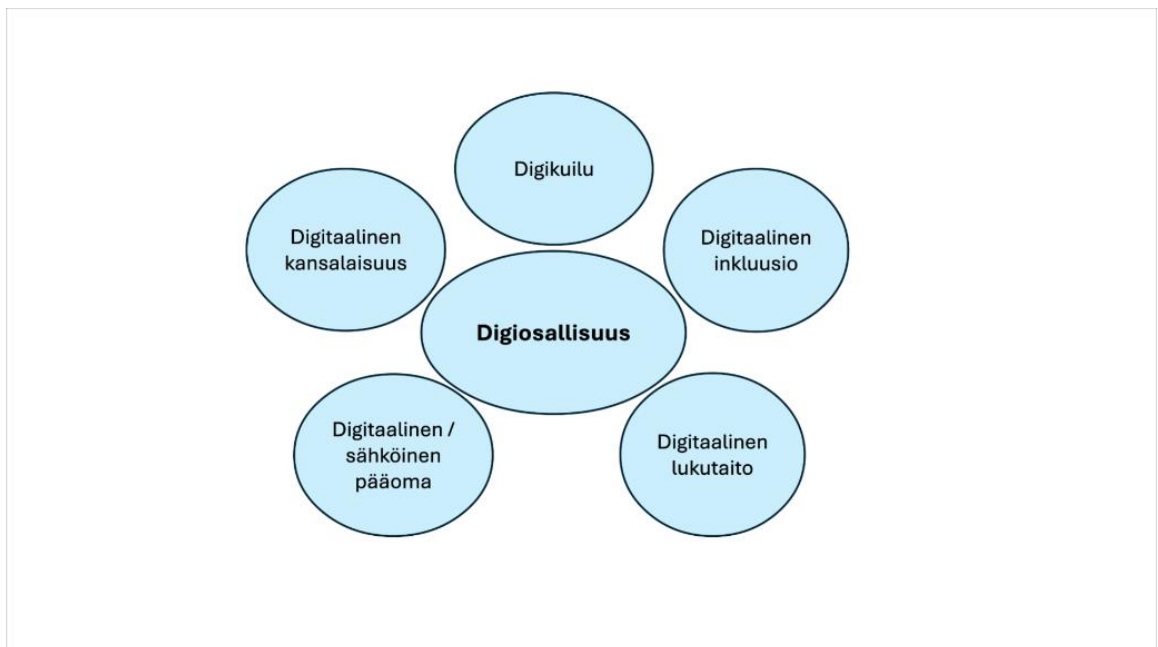 Digikuilu
Digitaalinen
kansalaisuus
Digitaalinen
inkluusio
Digiosallisuus
Digitaalinen /
sähköinen
pääoma
Digitaalinen
lukutaito